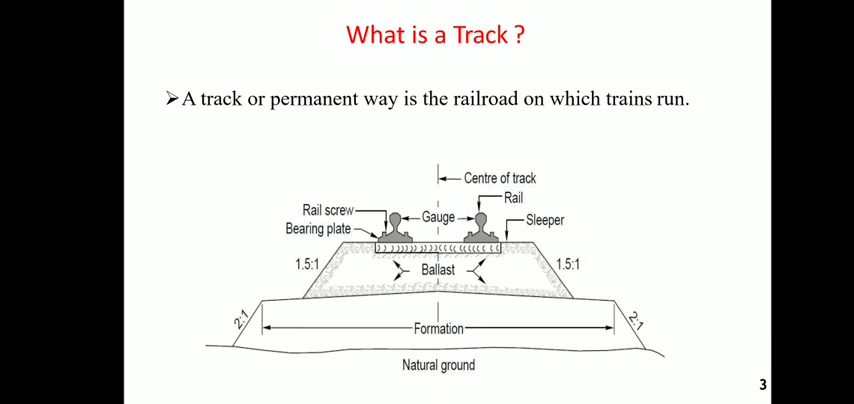 What is a Track ?
➢A track or permanent way is the railroad on which trains run.
Centre of track
Rail
Rail screw
Gauge
Sleeper
Bearing plate
1.5:1
Ballast
1.5:1
2:1
Formation
2:1
Natural ground
3